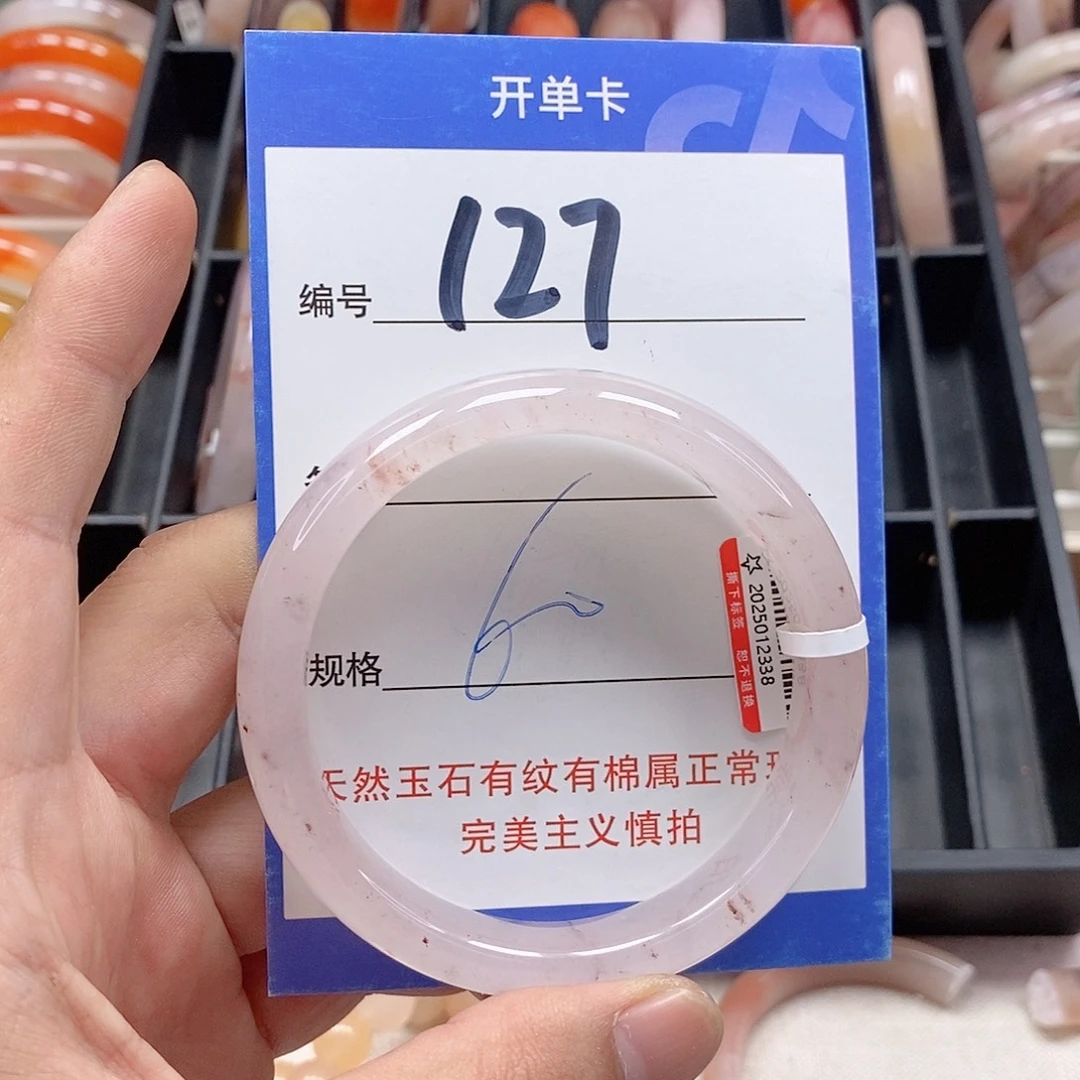 开单卡
编号 127
规格 6
☆ 2025012338
撕下标签 恕不退换
天然玉石有纹有棉属正常
完美主义慎拍